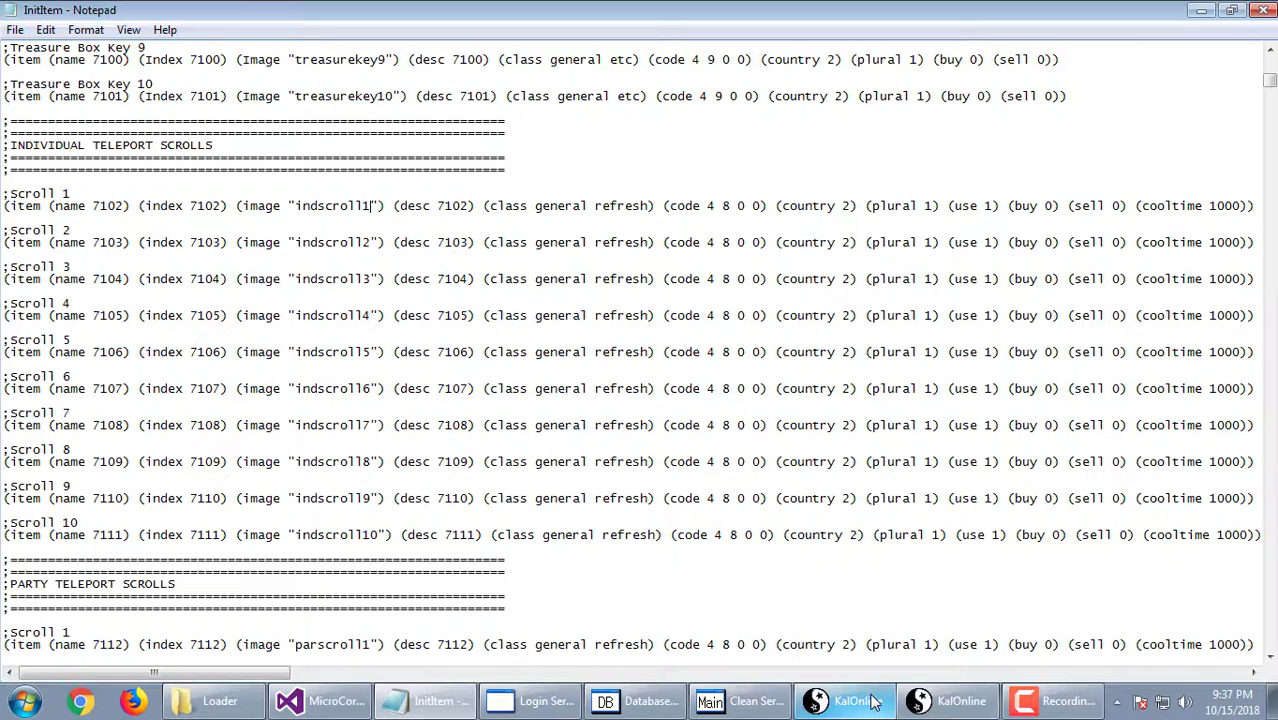 InitItem - Notepad
File Edit Format View Help
;Treasure Box Key 9
(item (name 7100) (Index 7100) (Image "treasurekey9") (desc 7100) (class general etc) (code 4 9 0 0) (country 2) (plural 1) (buy 0) (sell 0))
;Treasure Box Key 10
(item (name 7101) (Index 7101) (Image "treasurekey10") (desc 7101) (class general etc) (code 4 9 0 0) (country 2) (plural 1) (buy 0) (sell 0))
;==================================================================
;==================================================================
;INDIVIDUAL TELEPORT SCROLLS
;==================================================================
;==================================================================
;Scroll 1
(item (name 7102) (index 7102) (image "indscroll1") (desc 7102) (class general refresh) (code 4 8 0 0) (country 2) (plural 1) (use 1) (buy 0) (sell 0) (cooltime 1000))
;Scroll 2
(item (name 7103) (index 7103) (image "indscroll2") (desc 7103) (class general refresh) (code 4 8 0 0) (country 2) (plural 1) (use 1) (buy 0) (sell 0) (cooltime 1000))
;Scroll 3
(item (name 7104) (index 7104) (image "indscroll3") (desc 7104) (class general refresh) (code 4 8 0 0) (country 2) (plural 1) (use 1) (buy 0) (sell 0) (cooltime 1000))
;Scroll 4
(item (name 7105) (index 7105) (image "indscroll4") (desc 7105) (class general refresh) (code 4 8 0 0) (country 2) (plural 1) (use 1) (buy 0) (sell 0) (cooltime 1000))
;Scroll 5
(item (name 7106) (index 7106) (image "indscroll5") (desc 7106) (class general refresh) (code 4 8 0 0) (country 2) (plural 1) (use 1) (buy 0) (sell 0) (cooltime 1000))
;Scroll 6
(item (name 7107) (index 7107) (image "indscroll6") (desc 7107) (class general refresh) (code 4 8 0 0) (country 2) (plural 1) (use 1) (buy 0) (sell 0) (cooltime 1000))
;Scroll 7
(item (name 7108) (index 7108) (image "indscroll7") (desc 7108) (class general refresh) (code 4 8 0 0) (country 2) (plural 1) (use 1) (buy 0) (sell 0) (cooltime 1000))
;Scroll 8
(item (name 7109) (index 7109) (image "indscroll8") (desc 7109) (class general refresh) (code 4 8 0 0) (country 2) (plural 1) (use 1) (buy 0) (sell 0) (cooltime 1000))
;Scroll 9
(item (name 7110) (index 7110) (image "indscroll9") (desc 7110) (class general refresh) (code 4 8 0 0) (country 2) (plural 1) (use 1) (buy 0) (sell 0) (cooltime 1000))
;Scroll 10
(item (name 7111) (index 7111) (image "indscroll10") (desc 7111) (class general refresh) (code 4 8 0 0) (country 2) (plural 1) (use 1) (buy 0) (sell 0) (cooltime 1000))
;==================================================================
;==================================================================
;PARTY TELEPORT SCROLLS
;==================================================================
;==================================================================
;Scroll 1
(item (name 7112) (index 7112) (image "parscroll1") (desc 7112) (class general refresh) (code 4 8 0 0) (country 2) (plural 1) (use 1) (buy 0) (sell 0) (cooltime 1000))
Loader MicroCor... InitItem -... Login Serv... DB Database... Main Clean Ser... KalOnline KalOnline Recordin... 9:37 PM
10/15/2018